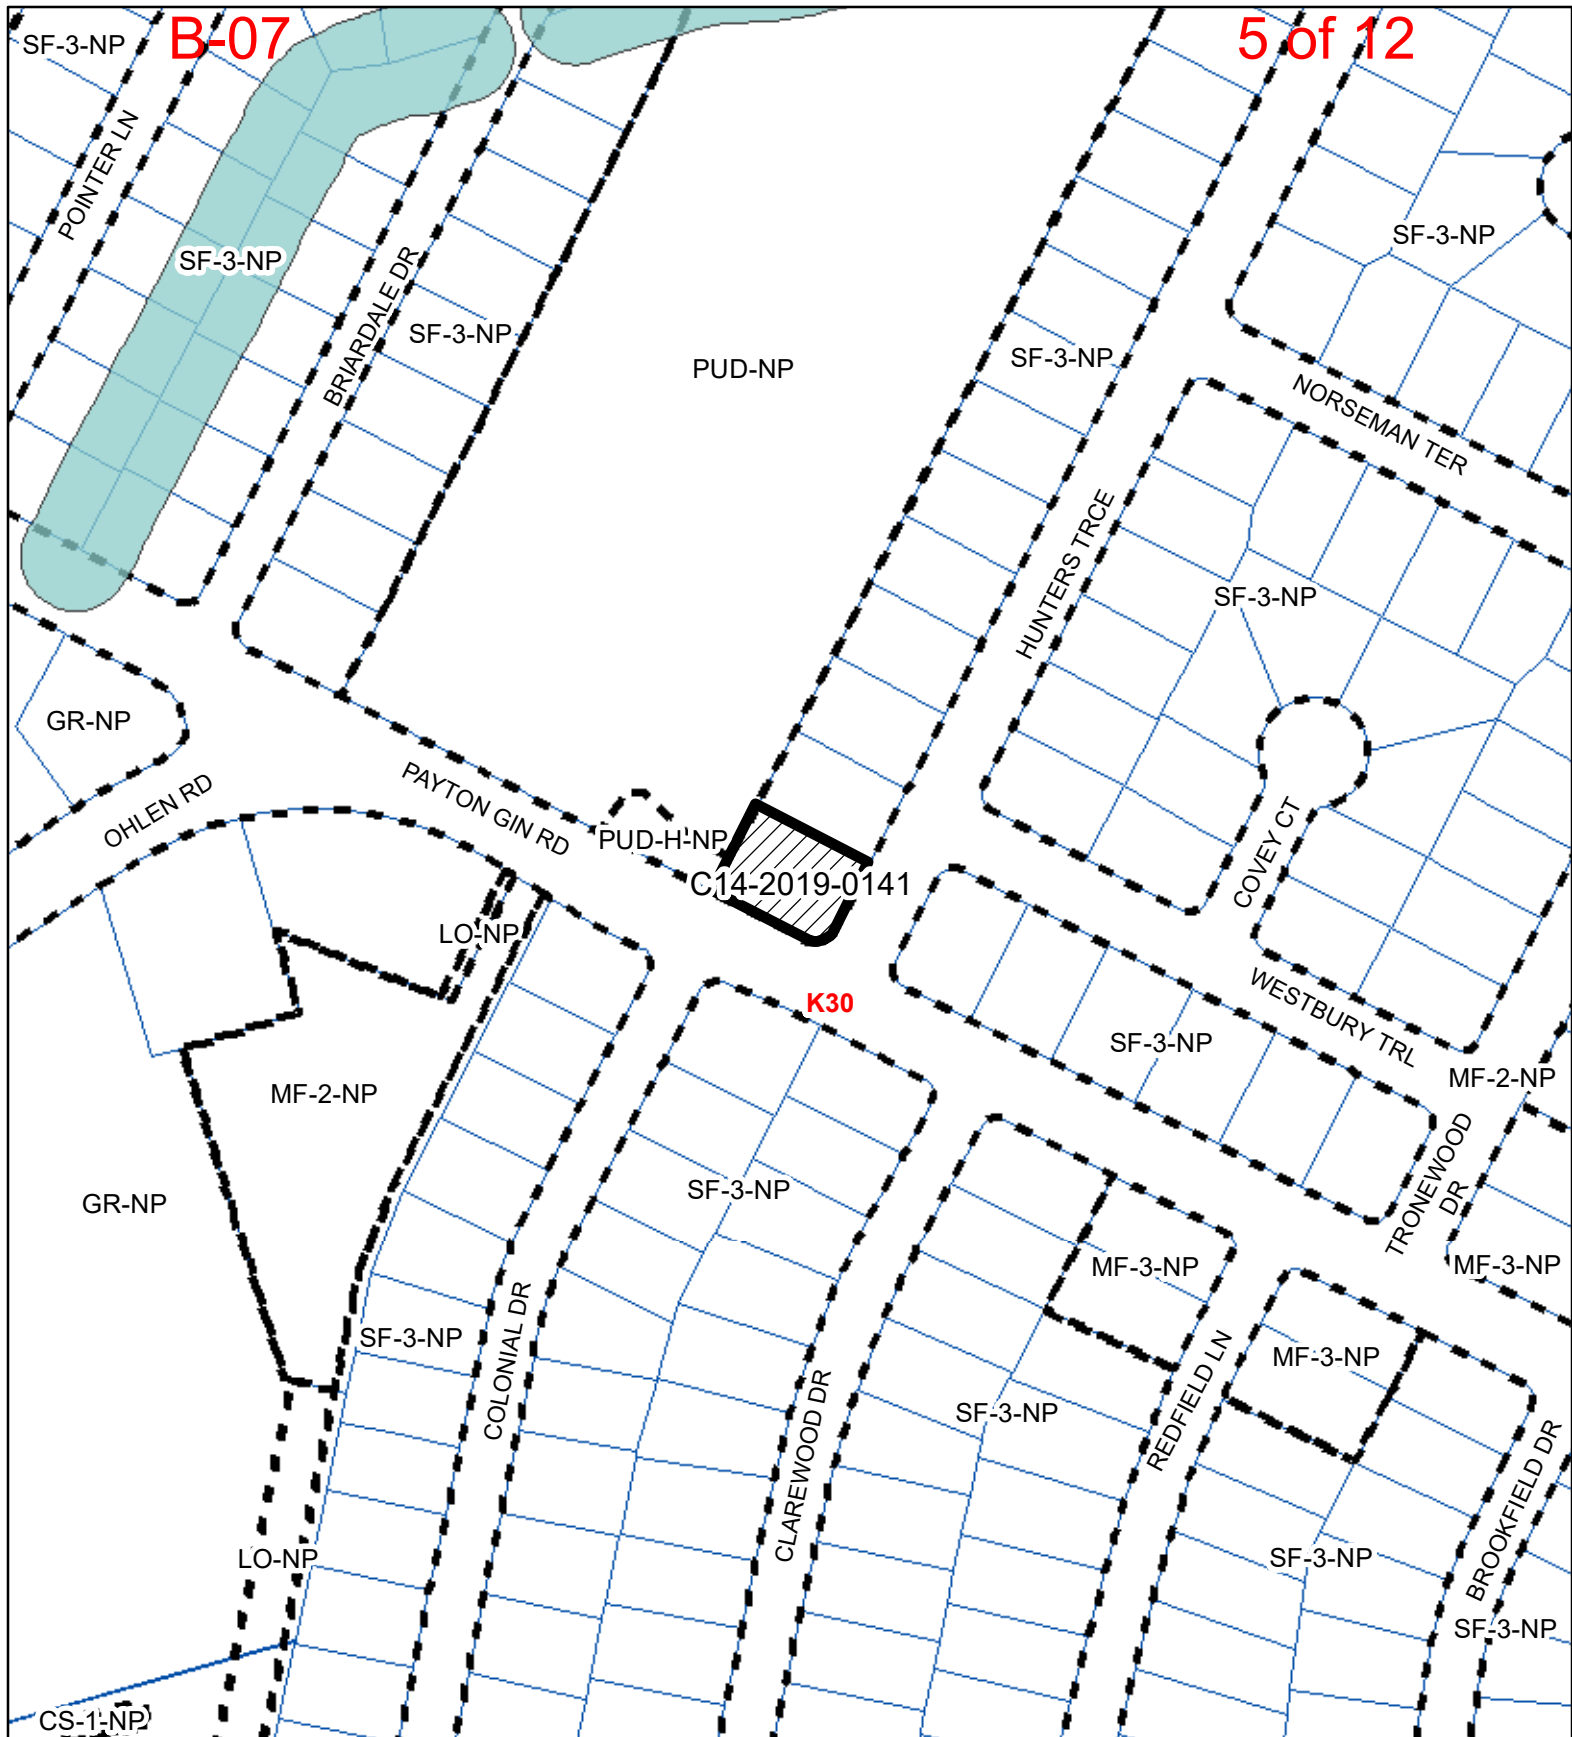 B-07
5 of 12
SF-3-NP
POINTER LN
SF-3-NP
SF-3-NP
BRIARDALE DR
SF-3-NP
PUD-NP
SF-3-NP
NORSEMAN TER
HUNTERS TRCE
SF-3-NP
GR-NP
OHLEN RD
PAYTON GIN RD
PUD-H-NP
C14-2019-0141
COVEY CT
LO-NP
K30
WESTBURY TRL
SF-3-NP
MF-2-NP
MF-2-NP
TRONEWOOD
DR
GR-NP
SF-3-NP
MF-3-NP
MF-3-NP
SF-3-NP
COLONIAL DR
MF-3-NP
CLAREWOOD DR
SF-3-NP
REDFIELD LN
BROOKFIELD DR
LO-NP
SF-3-NP
SF-3-NP
CS-1-NP